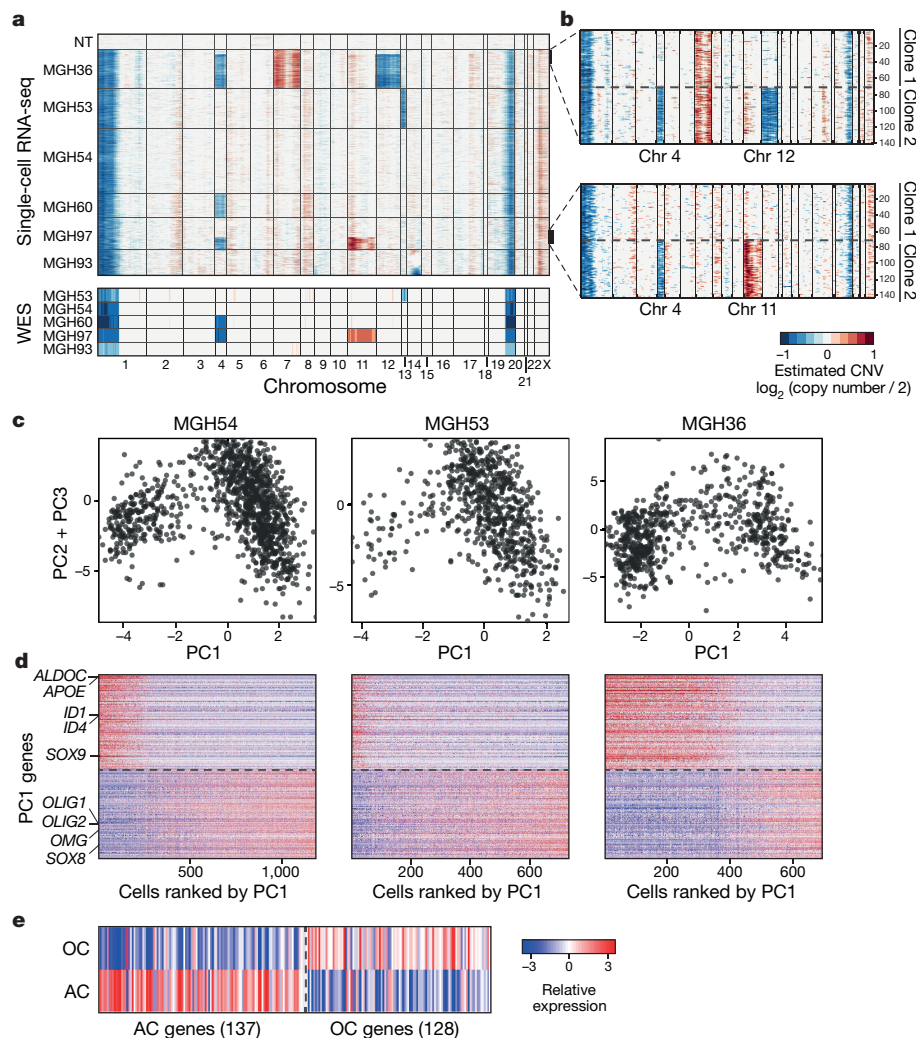 a
Single-cell RNA-seq
NT
MGH36
MGH53
MGH54
MGH60
MGH97
MGH93
WES
MGH53
MGH54
MGH60
MGH97
MGH93
1 2 3 4 5 6 7 8 9 10 11 12 13 14 15 16 17 18 19 20 21 22 X
Chromosome
b
Clone 1
Clone 2
20
40
60
80
100
120
140
Chr 4 Chr 12
Clone 1
Clone 2
20
40
60
80
100
120
140
Chr 4 Chr 11
−1 0 1
Estimated CNV
log2 (copy number / 2)
c
MGH54 MGH53 MGH36
PC2 + PC3
0
−5
−4 −2 0 2
PC1
0
−5
−4 −2 0 2
PC1
5
0
−5
−2 0 2 4
PC1
d
PC1 genes
ALDOC
APOE
ID1
ID4
SOX9
OLIG1
OLIG2
OMG
SOX8
500 1,000
Cells ranked by PC1
200 400 600
Cells ranked by PC1
200 400 600
Cells ranked by PC1
e
OC
AC
AC genes (137) OC genes (128)
−3 0 3
Relative
expression